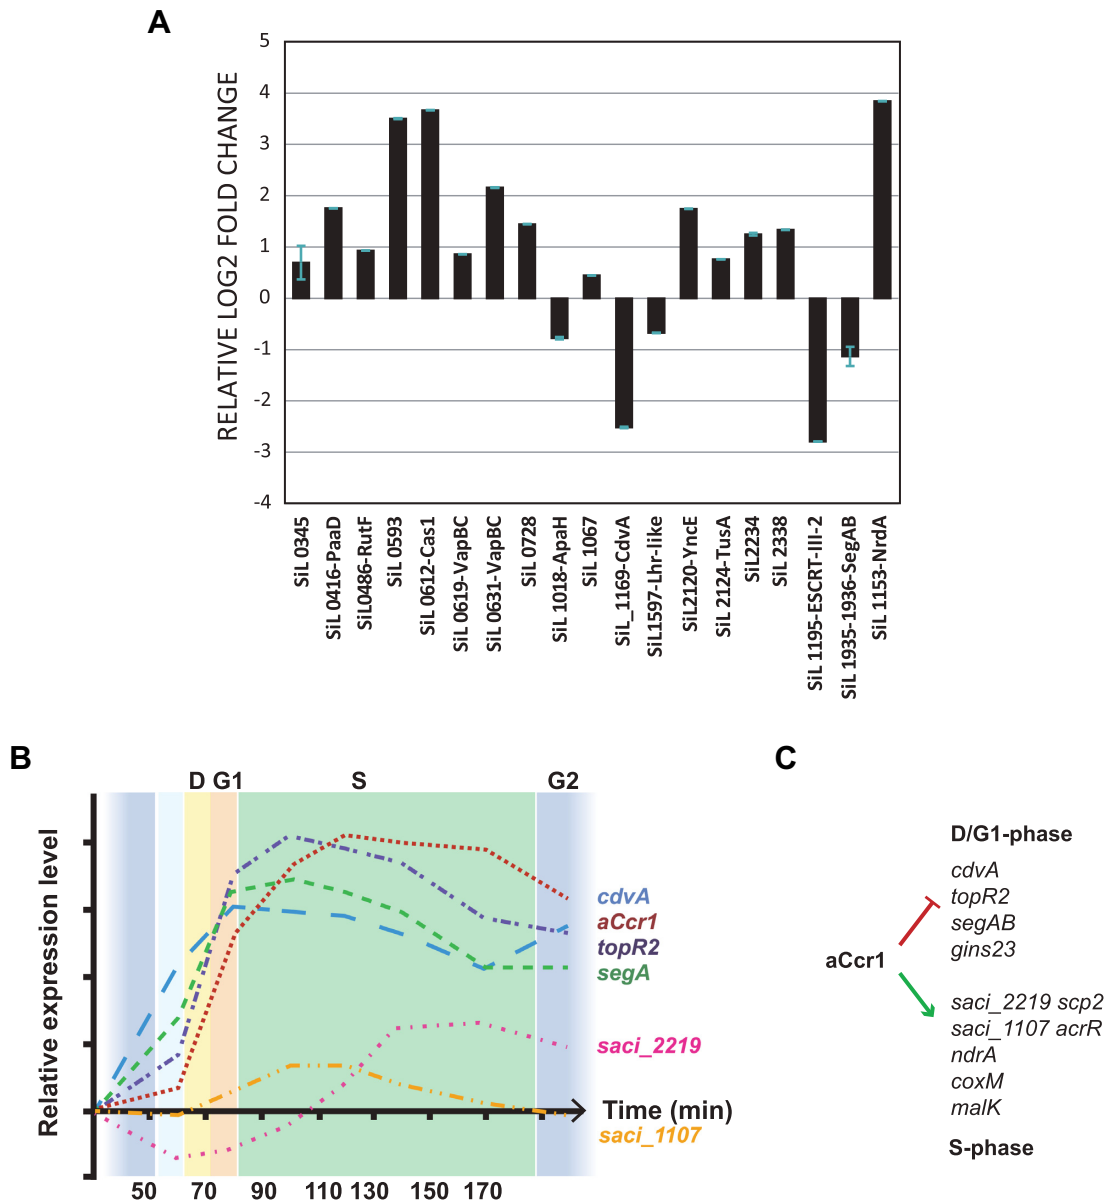 A
RELATIVE LOG2 FOLD CHANGE
5
4
3
2
1
0
-1
-2
-3
-4
SiL 0345
SiL 0416-PaaD
SiL0486-RutF
SiL 0593
SiL 0612-Cas1
SiL 0619-VapBC
SiL 0631-VapBC
SiL 0728
SiL 1018-ApaH
SiL 1067
SiL_1169-CdvA
SiL1597-Lhr-like
SiL2120-YncE
SiL 2124-TusA
SiL2234
SiL 2338
SiL 1195-ESCRT-III-2
SiL 1935-1936-SegAB
SiL 1153-NrdA
B
D G1 S G2
Relative expression level
cdvA
aCcr1
topR2
segA
saci_2219
Time (min)
saci_1107
50 70 90 110 130 150 170
C
D/G1-phase
cdvA
topR2
segAB
gins23
aCcr1
saci_2219 scp2
saci_1107 acrR
ndrA
coxM
malK
S-phase